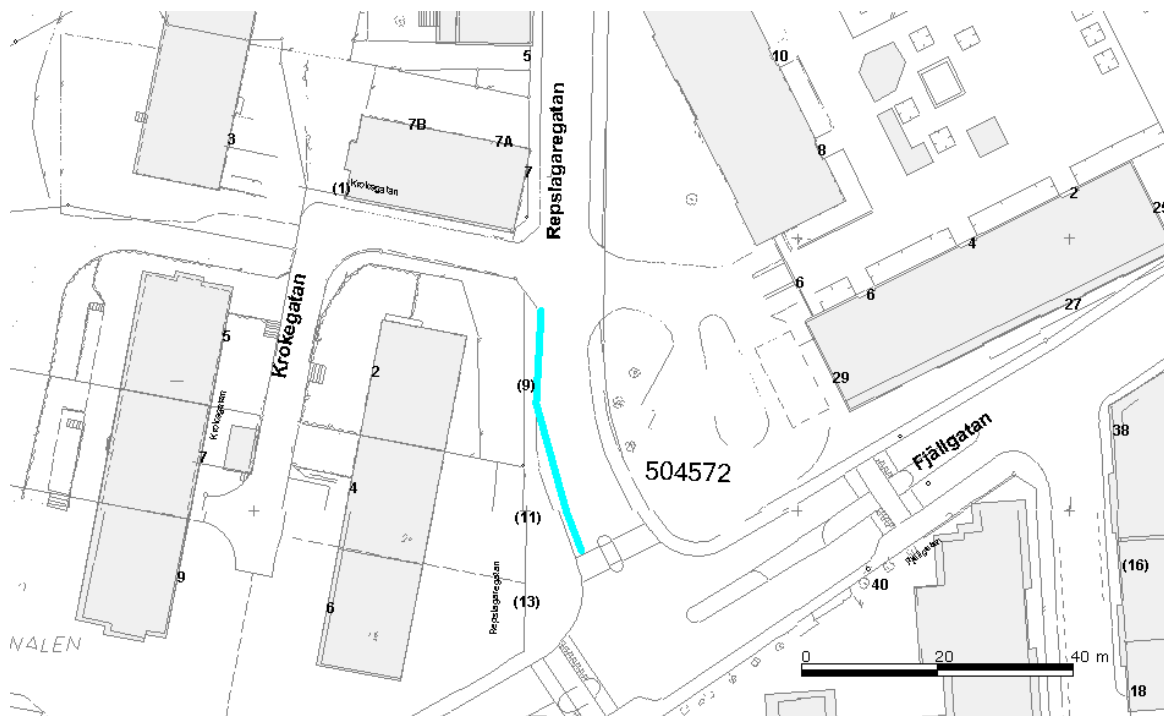 10
5
Repslagaregatan
7B
7A
3
7
8
(1)
Krokegatan
2
25
4
6
6
27
Krokegatan
5
2
(9)
29
38
Krokegatan
Fjällgatan
504572
7
4
(11)
Fjällgatan
(16)
9
40
6
Repslagaregatan
(13)
NALEN
0 20 40 m
18